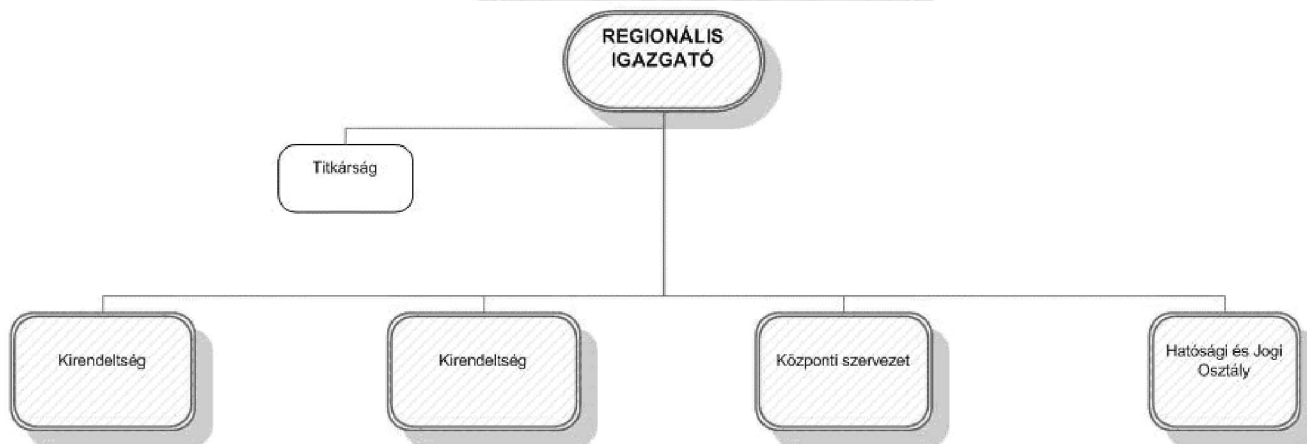 REGIONÁLIS
IGAZGATÓ
Titkárság
Kirendeltség
Kirendeltség
Központi szervezet
Hatósági és Jogi
Osztály